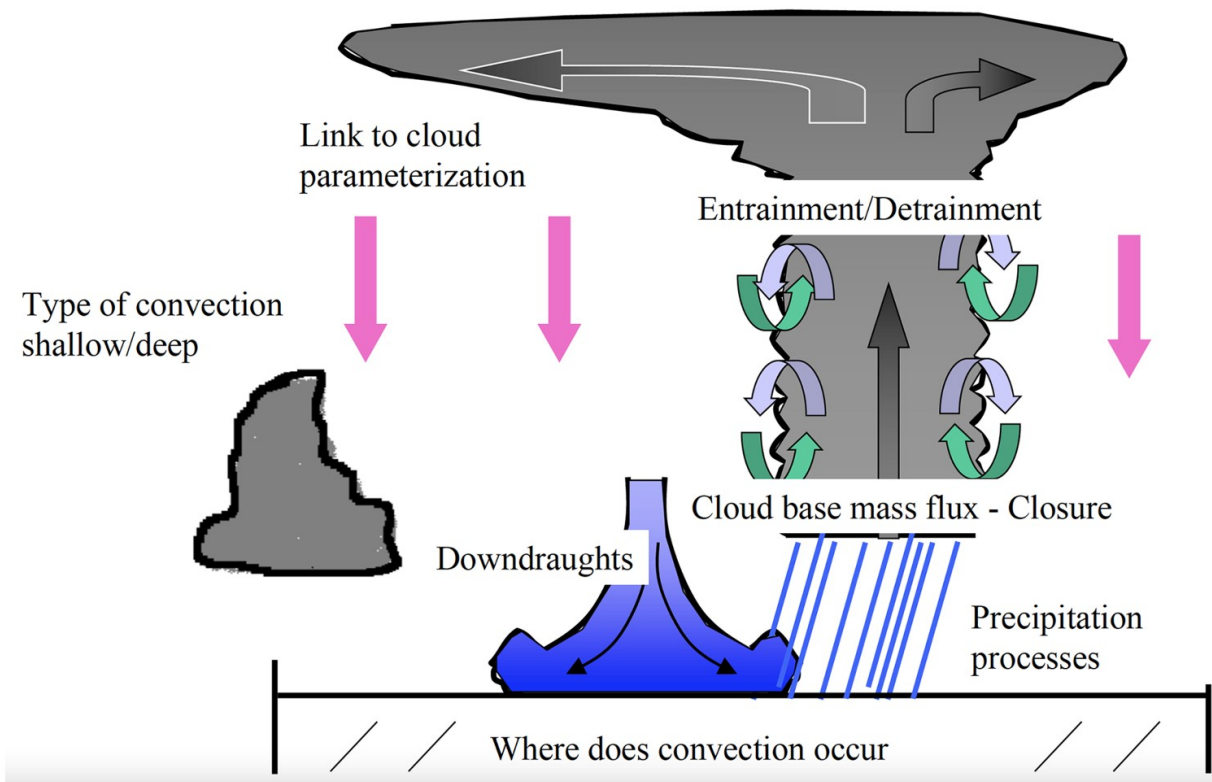 Link to cloud
parameterization
Entrainment/Detrainment
Type of convection
shallow/deep
Cloud base mass flux - Closure
Downdraughts
Precipitation
processes
Where does convection occur